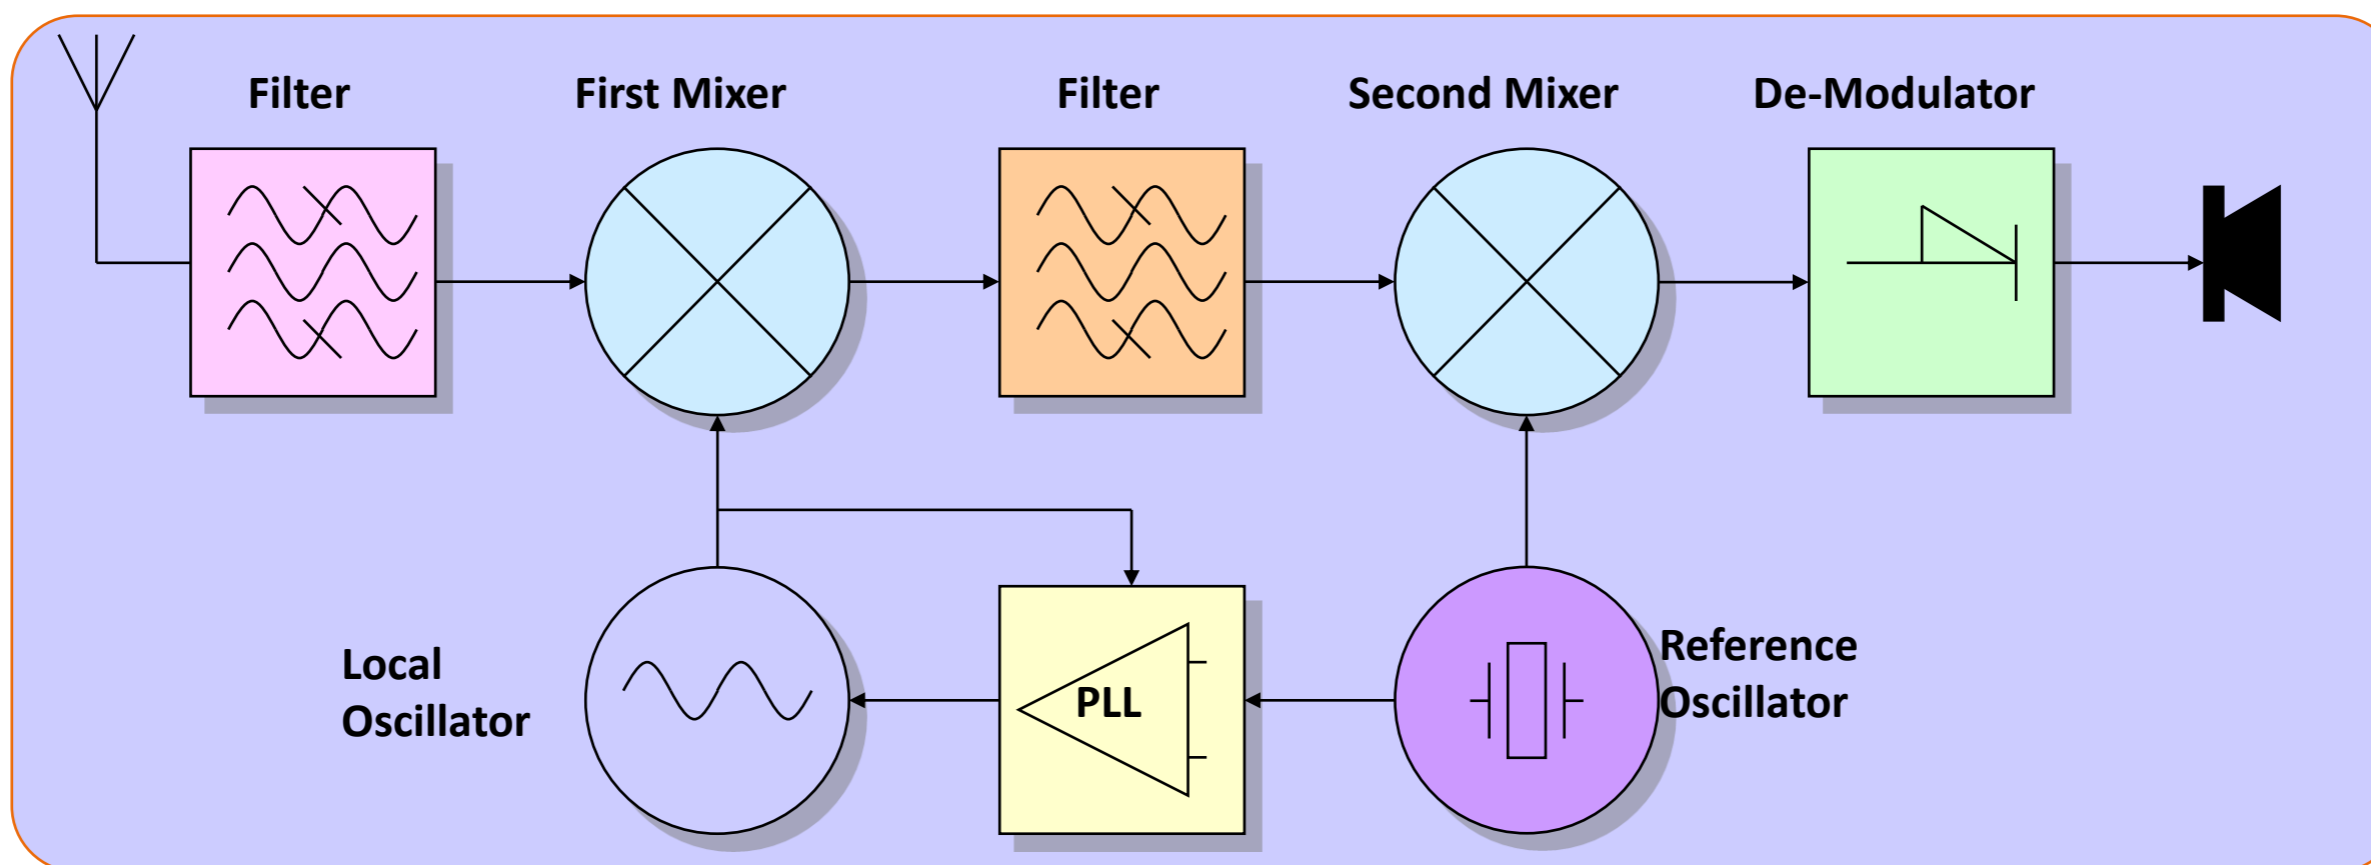 Filter
First Mixer
Filter
Second Mixer
De-Modulator
Local
Oscillator
PLL
Reference
Oscillator